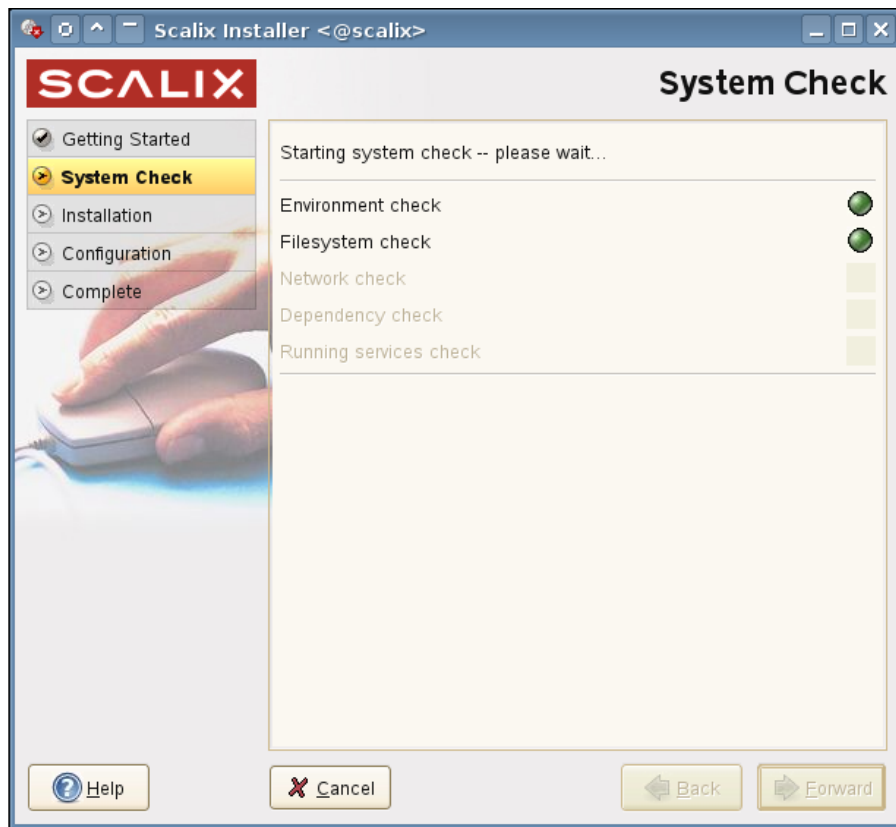 Scalix Installer <@scalix>
SCALIX
System Check
Getting Started
System Check
Installation
Configuration
Complete
Starting system check -- please wait...
Environment check
Filesystem check
Network check
Dependency check
Running services check
Help
Cancel
Back
Forward